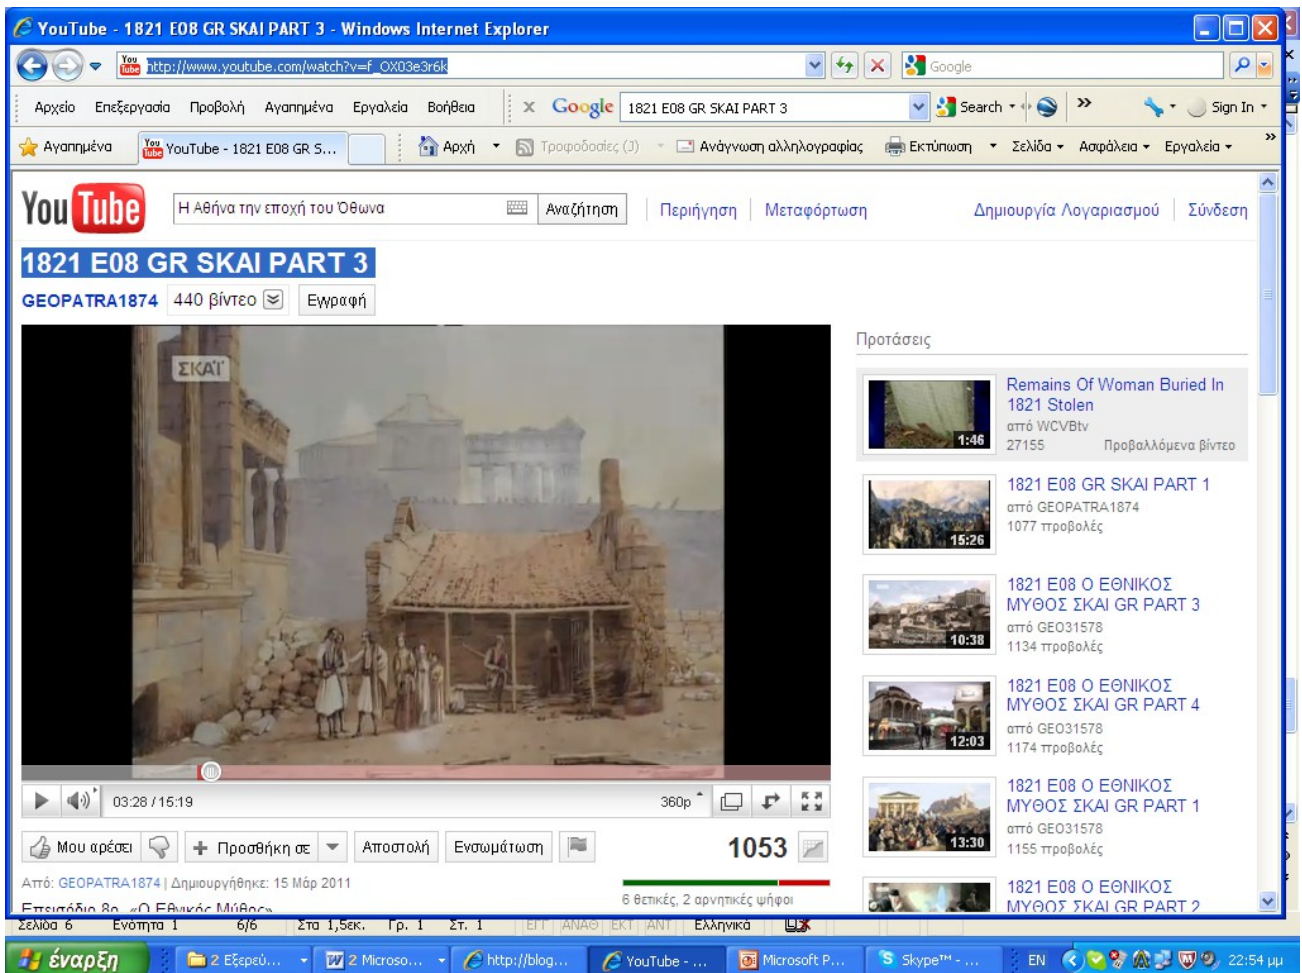 YouTube - 1821 E08 GR SKAI PART 3 - Windows Internet Explorer
http://www.youtube.com/watch?v=f_OX03e3r6k
Google
Αρχείο Επεξεργασία Προβολή Αγαπημένα Εργαλεία Βοήθεια x Google 1821 E08 GR SKAI PART 3 Search » Sign In
Αγαπημένα YouTube - 1821 E08 GR S... Αρχή Τροφοδοσίες (J) Ανάγνωση αλληλογραφίας Εκτύπωση Σελίδα Ασφάλεια Εργαλεία »
YouTube Η Αθήνα την εποχή του Όθωνα Αναζήτηση Περιήγηση Μεταφόρτωση Δημιουργία Λογαριασμού Σύνδεση
1821 E08 GR SKAI PART 3
GEOPATRA1874 440 βίντεο Εγγραφή
ΣΚΑΪ
03:28 / 15:19 360p
Μου αρέσει + Προσθήκη σε Αποστολή Ενσωμάτωση 1053
Από: GEOPATRA1874 | Δημιουργήθηκε: 15 Μάρ 2011
6 θετικές, 2 αρνητικές ψήφοι
Επεισόδιο 8ο «Ο Εθνικός Μύθος»
Προτάσεις
Remains Of Woman Buried In
1821 Stolen
από WCVBtv
27155 Προβαλλόμενα βίντεο
1:46
1821 E08 GR SKAI PART 1
από GEOPATRA1874
1077 προβολές
15:26
1821 E08 Ο ΕΘΝΙΚΟΣ
ΜΥΘΟΣ ΣΚΑΙ GR PART 3
από GEO31578
1134 προβολές
10:38
1821 E08 Ο ΕΘΝΙΚΟΣ
ΜΥΘΟΣ ΣΚΑΙ GR PART 4
από GEO31578
1174 προβολές
12:03
1821 E08 Ο ΕΘΝΙΚΟΣ
ΜΥΘΟΣ ΣΚΑΙ GR PART 1
από GEO31578
1155 προβολές
13:30
1821 E08 Ο ΕΘΝΙΚΟΣ
ΜΥΘΟΣ ΣΚΑΙ GR PART 2
Σελίδα 6 Ενότητα 1 6/6 Στα 1,5εκ. Γρ. 1 Στ. 1 ΕΓΓ ΑΝΑΘ ΕΚΤ ΑΝΤ Ελληνικά
έναρξη 2 Εξερεύ... 2 Microso... http://blog... YouTube - ... Microsoft P... Skype™ - ... EN 22:54 μμ